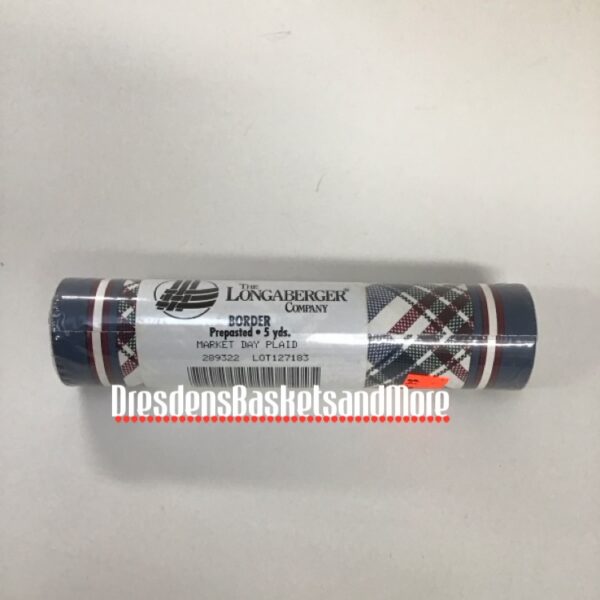 THE
LONGABERGER®
COMPANY
BORDER
Prepasted • 5 yds.
MARKET DAY PLAID
289322 LOT127183
DresdensBasketsandMore